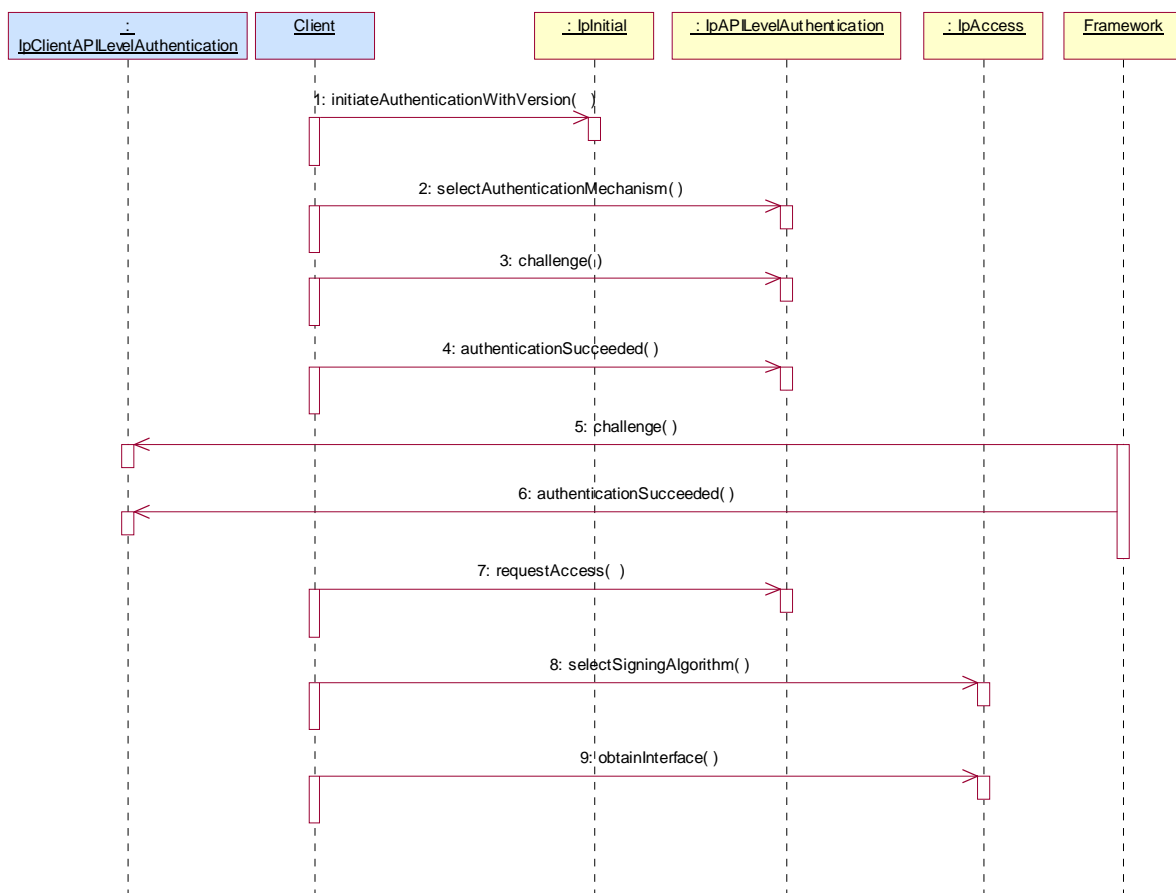 :
IpClientAPILevelAuthentication
Client
: IpInitial
: IpAPILevelAuthentication
: IpAccess
Framework
1: initiateAuthenticationWithVersion( )
2: selectAuthenticationMechanism( )
3: challenge( )
4: authenticationSucceeded( )
5: challenge( )
6: authenticationSucceeded( )
7: requestAccess( )
8: selectSigningAlgorithm( )
9: obtainInterface( )